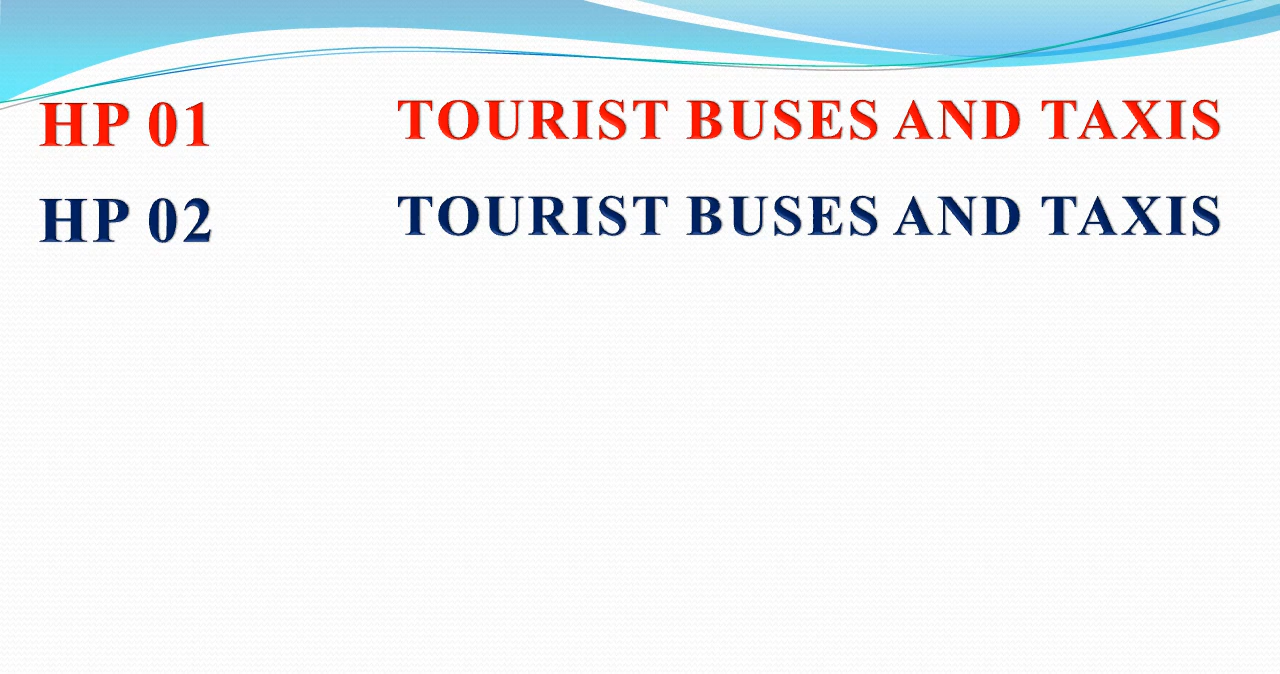 HP 01 TOURIST BUSES AND TAXIS
HP 02 TOURIST BUSES AND TAXIS